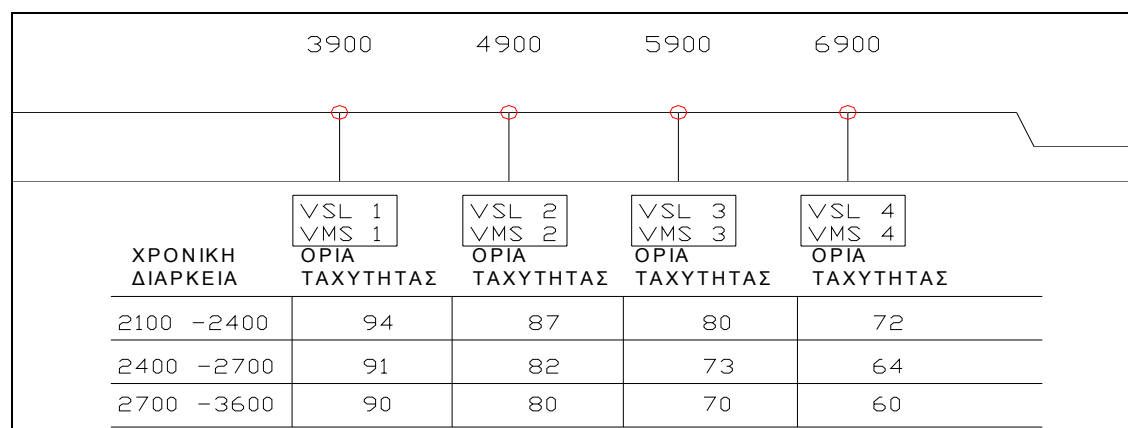 3900 4900 5900 6900
VSL 1 VSL 2 VSL 3 VSL 4
VMS 1 VMS 2 VMS 3 VMS 4
ΧΡΟΝΙΚΗ ΟΡΙΑ ΟΡΙΑ ΟΡΙΑ ΟΡΙΑ
ΔΙΑΡΚΕΙΑ ΤΑΧΥΤΗΤΑΣ ΤΑΧΥΤΗΤΑΣ ΤΑΧΥΤΗΤΑΣ ΤΑΧΥΤΗΤΑΣ
2100 -2400 94 87 80 72
2400 -2700 91 82 73 64
2700 -3600 90 80 70 60